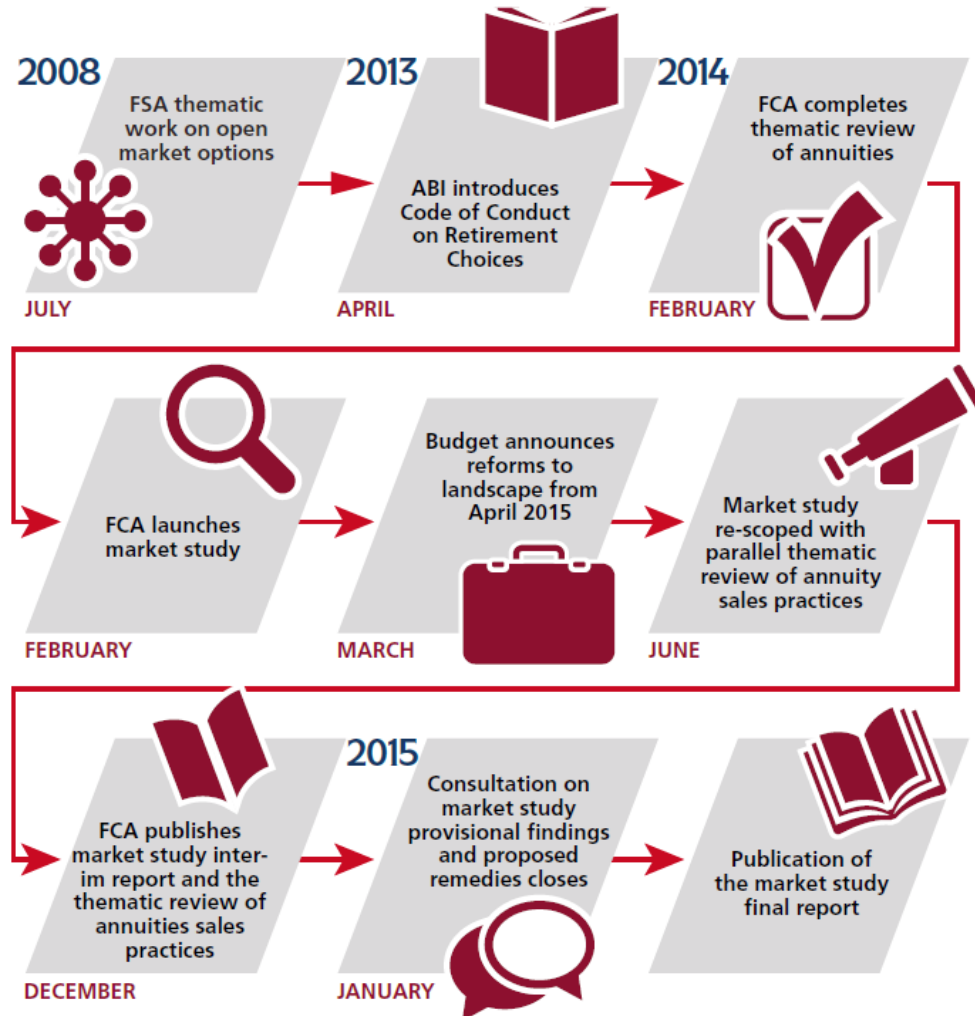 2008
FSA thematic
work on open
market options
JULY
2013
ABI introduces
Code of Conduct
on Retirement
Choices
APRIL
2014
FCA completes
thematic review
of annuities
FEBRUARY
FCA launches
market study
FEBRUARY
Budget announces
reforms to
landscape from
April 2015
MARCH
Market study
re-scoped with
parallel thematic
review of annuity
sales practices
JUNE
FCA publishes
market study inter-
im report and the
thematic review of
annuities sales
practices
DECEMBER
2015
Consultation on
market study
provisional findings
and proposed
remedies closes
JANUARY
Publication of
the market study
final report